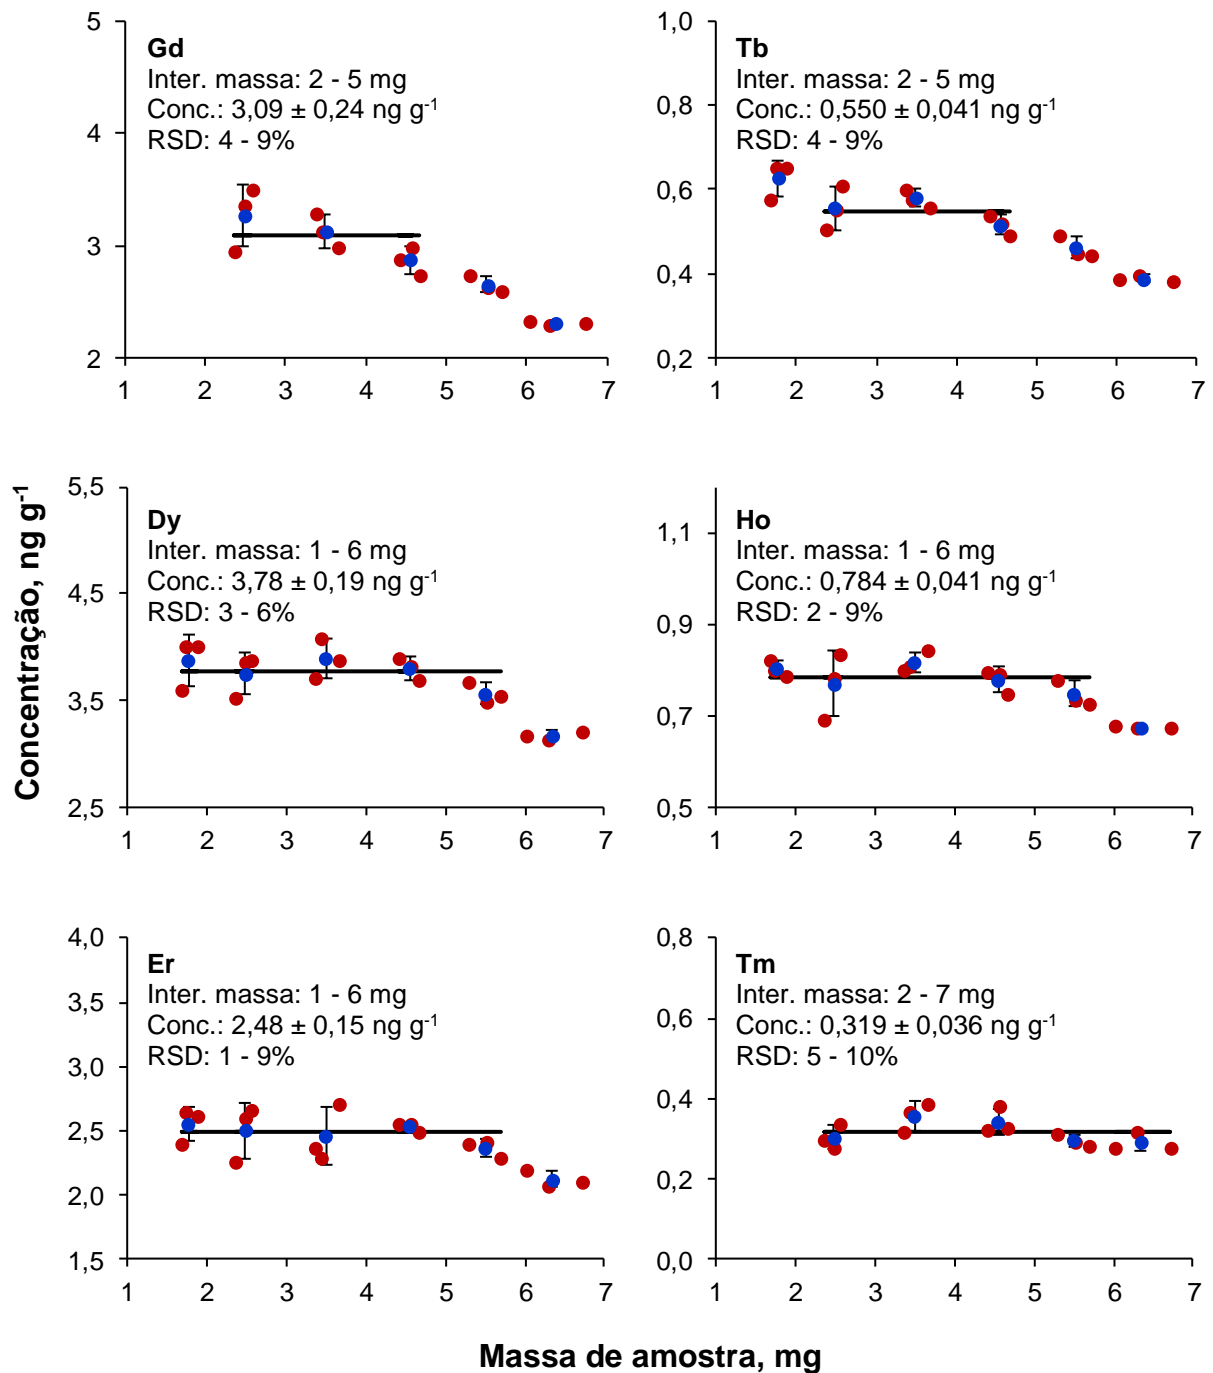 Concentração, ng g⁻¹
Gd
Inter. massa: 2 - 5 mg
Conc.: 3,09 ± 0,24 ng g⁻¹
RSD: 4 - 9%
5
4
3
2
1 2 3 4 5 6 7
Tb
Inter. massa: 2 - 5 mg
Conc.: 0,550 ± 0,041 ng g⁻¹
RSD: 4 - 9%
1,0
0,8
0,6
0,4
0,2
1 2 3 4 5 6 7
Dy
Inter. massa: 1 - 6 mg
Conc.: 3,78 ± 0,19 ng g⁻¹
RSD: 3 - 6%
5,5
4,5
3,5
2,5
1 2 3 4 5 6 7
Ho
Inter. massa: 1 - 6 mg
Conc.: 0,784 ± 0,041 ng g⁻¹
RSD: 2 - 9%
1,1
0,9
0,7
0,5
1 2 3 4 5 6 7
Er
Inter. massa: 1 - 6 mg
Conc.: 2,48 ± 0,15 ng g⁻¹
RSD: 1 - 9%
4,0
3,5
3,0
2,5
2,0
1,5
1 2 3 4 5 6 7
Tm
Inter. massa: 2 - 7 mg
Conc.: 0,319 ± 0,036 ng g⁻¹
RSD: 5 - 10%
0,8
0,6
0,4
0,2
0,0
1 2 3 4 5 6 7
Massa de amostra, mg